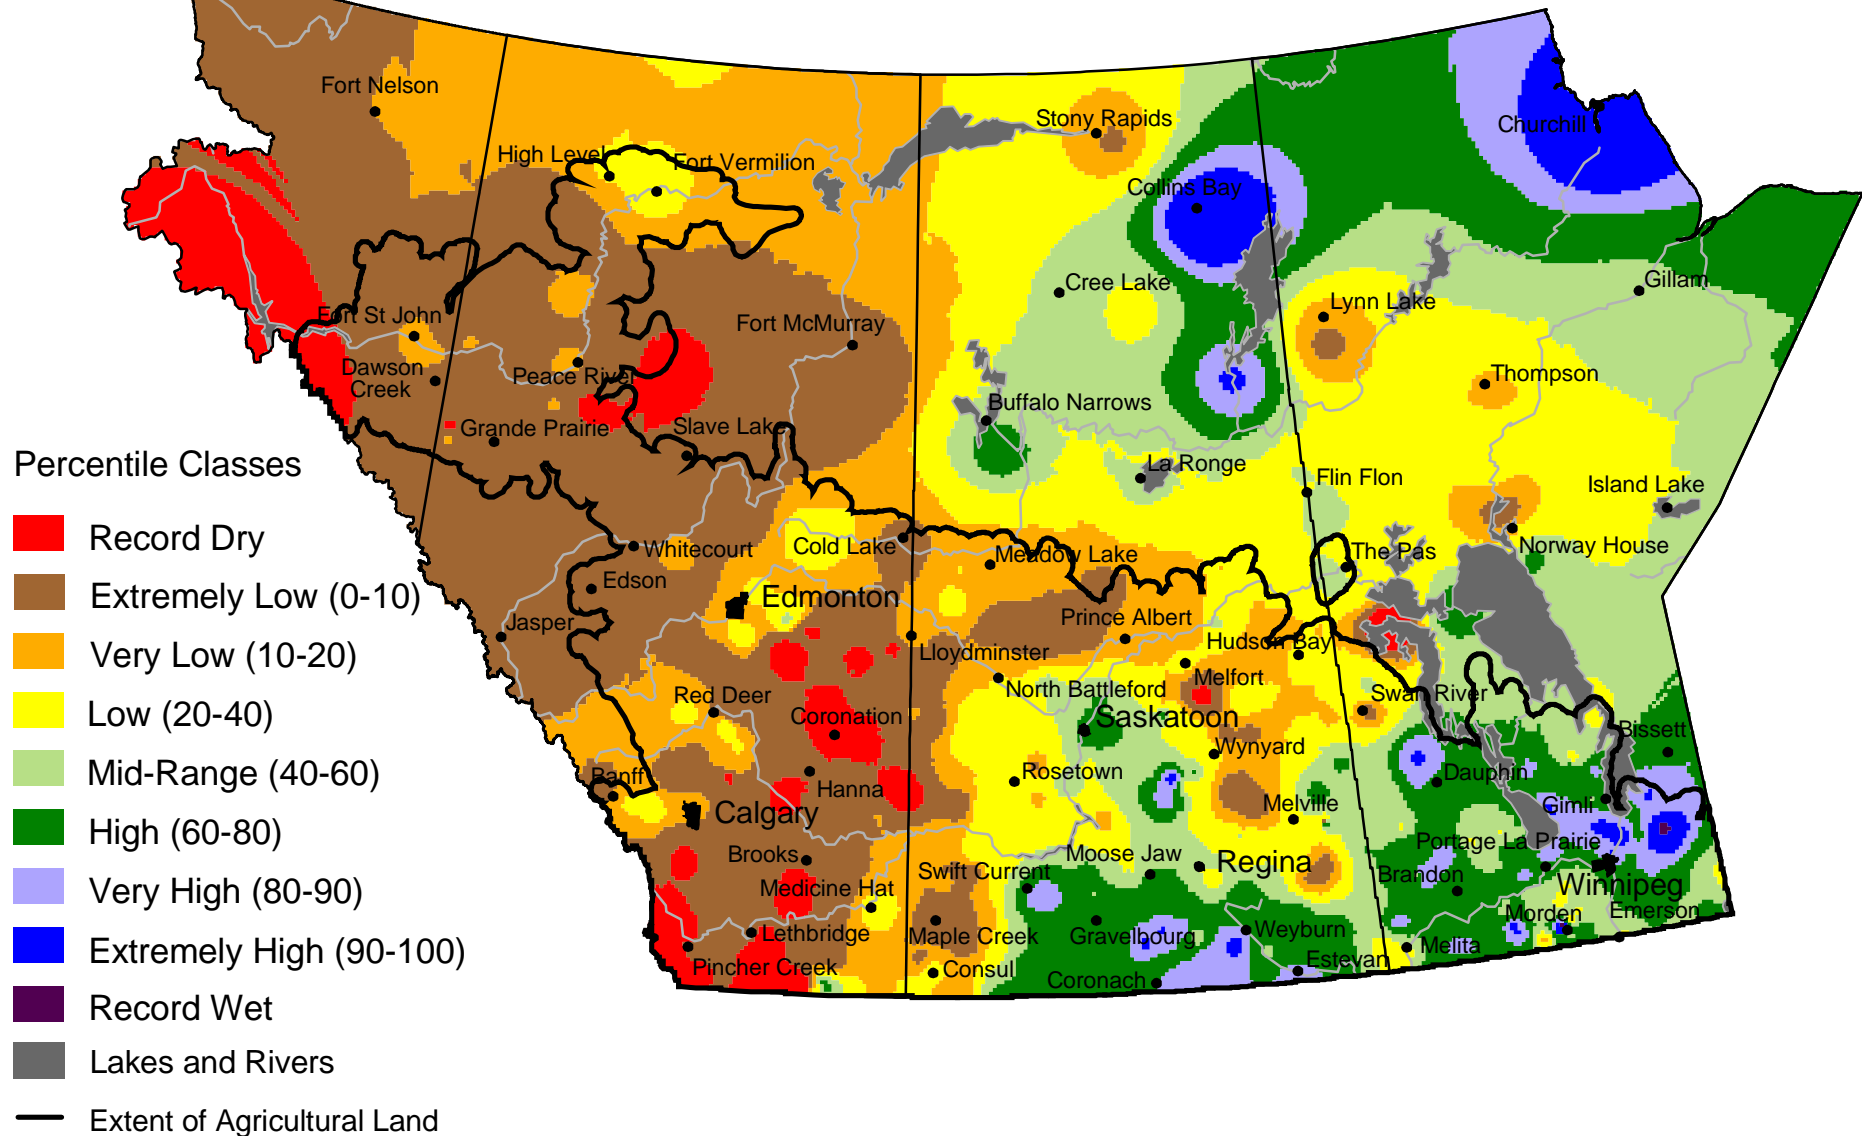 Fort Nelson
Stony Rapids
Churchill
High Level
Fort Vermilion
Collins Bay
Cree Lake
Gillam
Lynn Lake
Fort St John
Fort McMurray
Dawson
Creek
Peace River
Thompson
Buffalo Narrows
Grande Prairie
Slave Lake
La Ronge
Flin Flon
Island Lake
Percentile Classes
Record Dry
Extremely Low (0-10)
Very Low (10-20)
Low (20-40)
Mid-Range (40-60)
High (60-80)
Very High (80-90)
Extremely High (90-100)
Record Wet
Lakes and Rivers
Extent of Agricultural Land
Whitecourt
Cold Lake
Meadow Lake
The Pas
Norway House
Edson
Edmonton
Jasper
Prince Albert
Hudson Bay
Lloydminster
Melfort
Red Deer
North Battleford
Swan River
Coronation
Saskatoon
Bissett
Wynyard
Banff
Hanna
Rosetown
Dauphin
Calgary
Melville
Gimli
Portage La Prairie
Brooks
Moose Jaw
Regina
Swift Current
Brandon
Medicine Hat
Winnipeg
Morden
Emerson
Lethbridge
Maple Creek
Gravelbourg
Weyburn
Melita
Pincher Creek
Consul
Coronach
Estevan